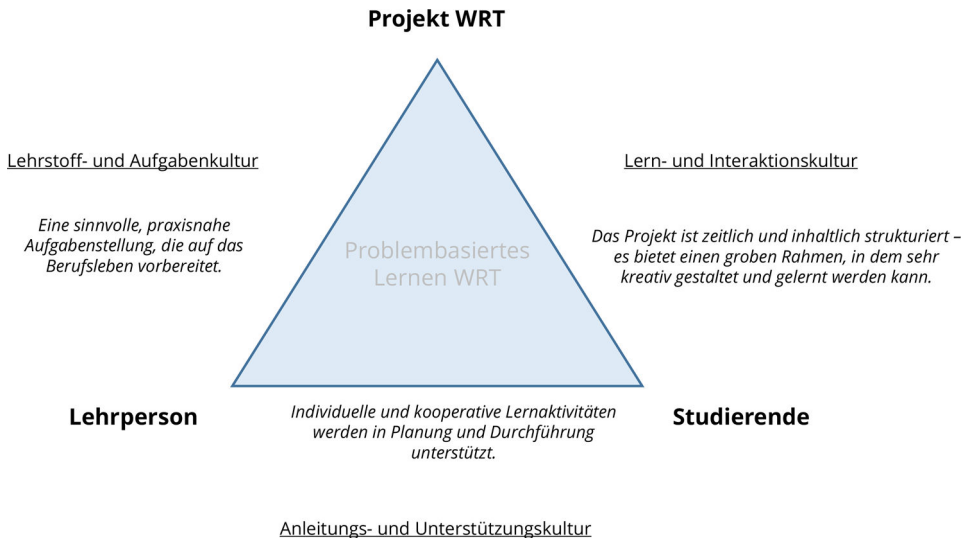 Projekt WRT
Lehrstoff- und Aufgabenkultur
Eine sinnvolle, praxisnahe
Aufgabenstellung, die auf das
Berufsleben vorbereitet.
Lern- und Interaktionskultur
Das Projekt ist zeitlich und inhaltlich strukturiert –
es bietet einen groben Rahmen, in dem sehr
kreativ gestaltet und gelernt werden kann.
Problembasiertes
Lernen WRT
Lehrperson
Individuelle und kooperative Lernaktivitäten
werden in Planung und Durchführung
unterstützt.
Studierende
Anleitungs- und Unterstützungskultur